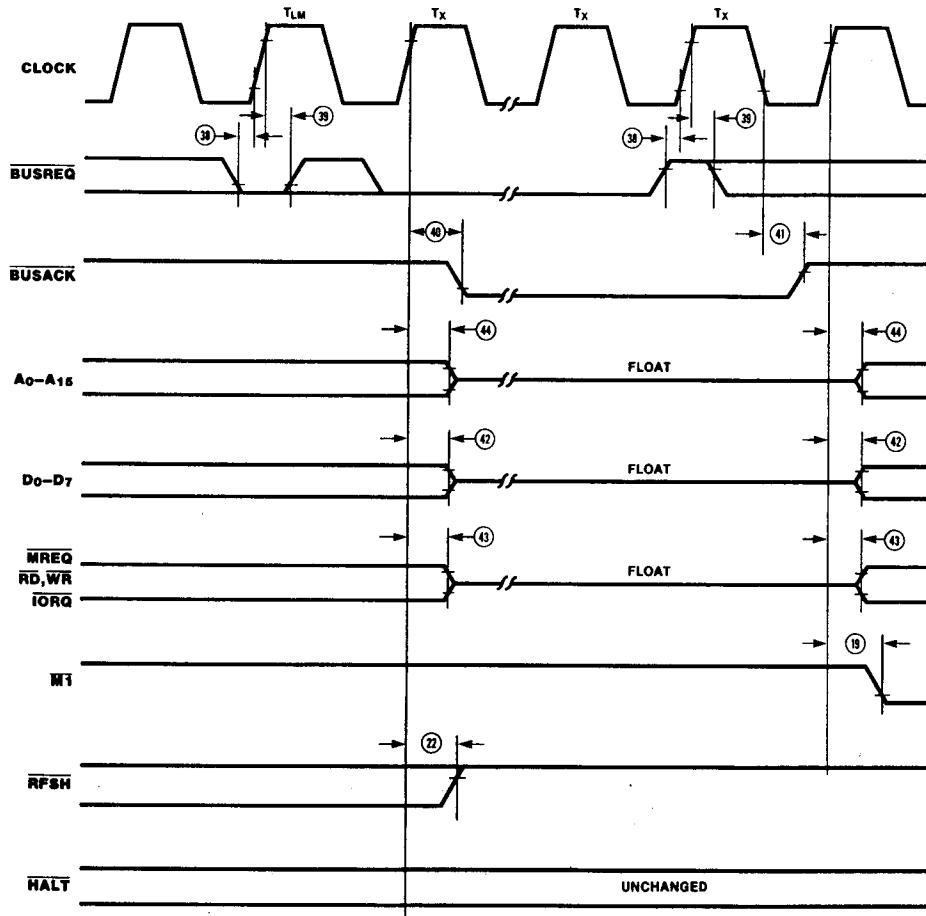 TLM TX TX TX
CLOCK
38 39 38 39
BUSREQ
40 41
BUSACK
44 44
A0–A15 FLOAT
42 42
D0–D7 FLOAT
43 43
MREQ
RD, WR FLOAT
IORQ
19
M1
22
RFSH
HALT UNCHANGED